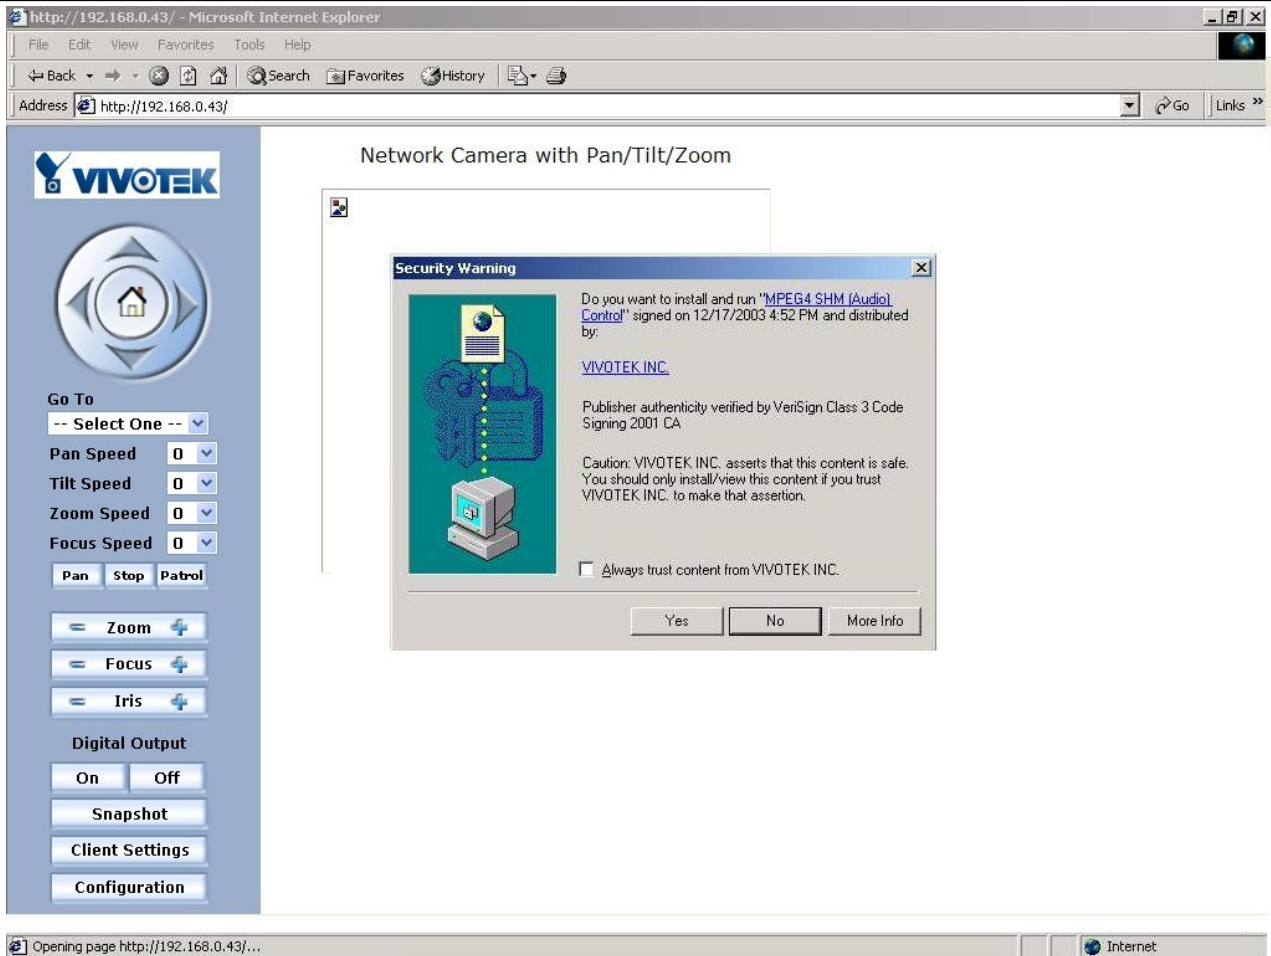 http://192.168.0.43/ - Microsoft Internet Explorer
File Edit View Favorites Tools Help
Back Search Favorites History
Address http://192.168.0.43/ Go Links »
VIVOTEK
Network Camera with Pan/Tilt/Zoom
Security Warning
Do you want to install and run "MPEG4 SHM (Audio)
Control" signed on 12/17/2003 4:52 PM and distributed
by:
VIVOTEK INC.
Publisher authenticity verified by VeriSign Class 3 Code
Signing 2001 CA
Caution: VIVOTEK INC. asserts that this content is safe.
You should only install/view this content if you trust
VIVOTEK INC. to make that assertion.
Always trust content from VIVOTEK INC.
Yes No More Info
Go To
-- Select One --
Pan Speed 0
Tilt Speed 0
Zoom Speed 0
Focus Speed 0
Pan Stop Patrol
Zoom
Focus
Iris
Digital Output
On Off
Snapshot
Client Settings
Configuration
Opening page http://192.168.0.43/... Internet